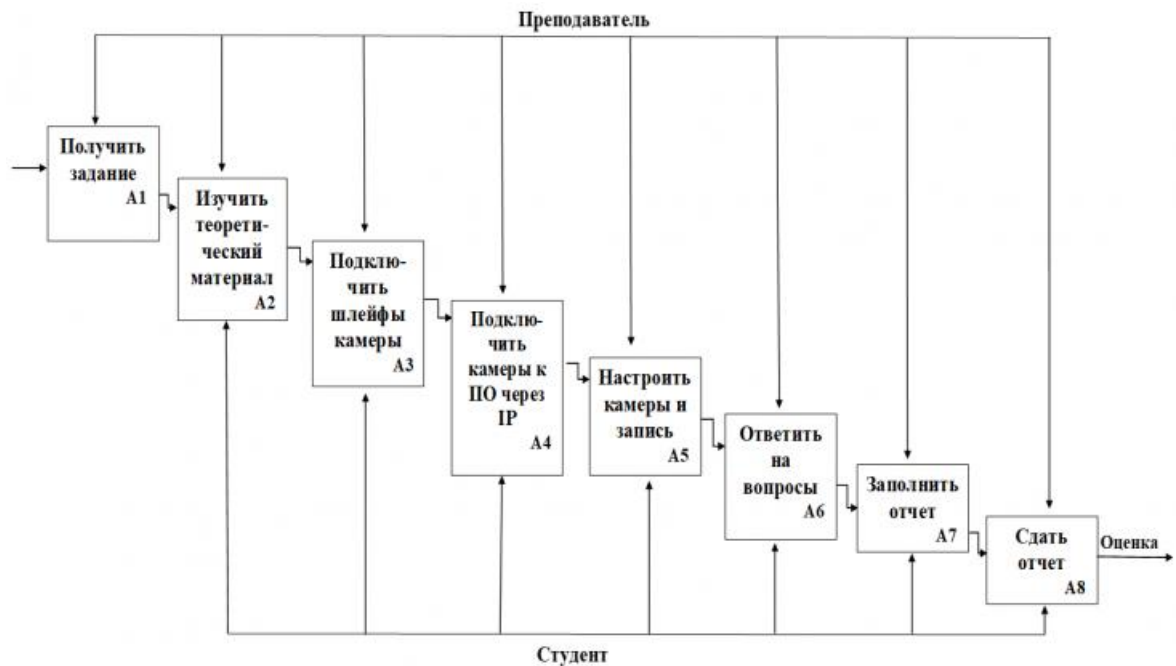 Преподаватель
Получить
задание
А1
Изучить
теорети-
ческий
материал
А2
Подклю-
чить
шлейфы
камеры
А3
Подклю-
чить
камеры к
ПО через
IP
А4
Настроить
камеры и
запись
А5
Ответить
на
вопросы
А6
Заполнить
отчет
А7
Сдать
отчет
А8
Оценка
Студент